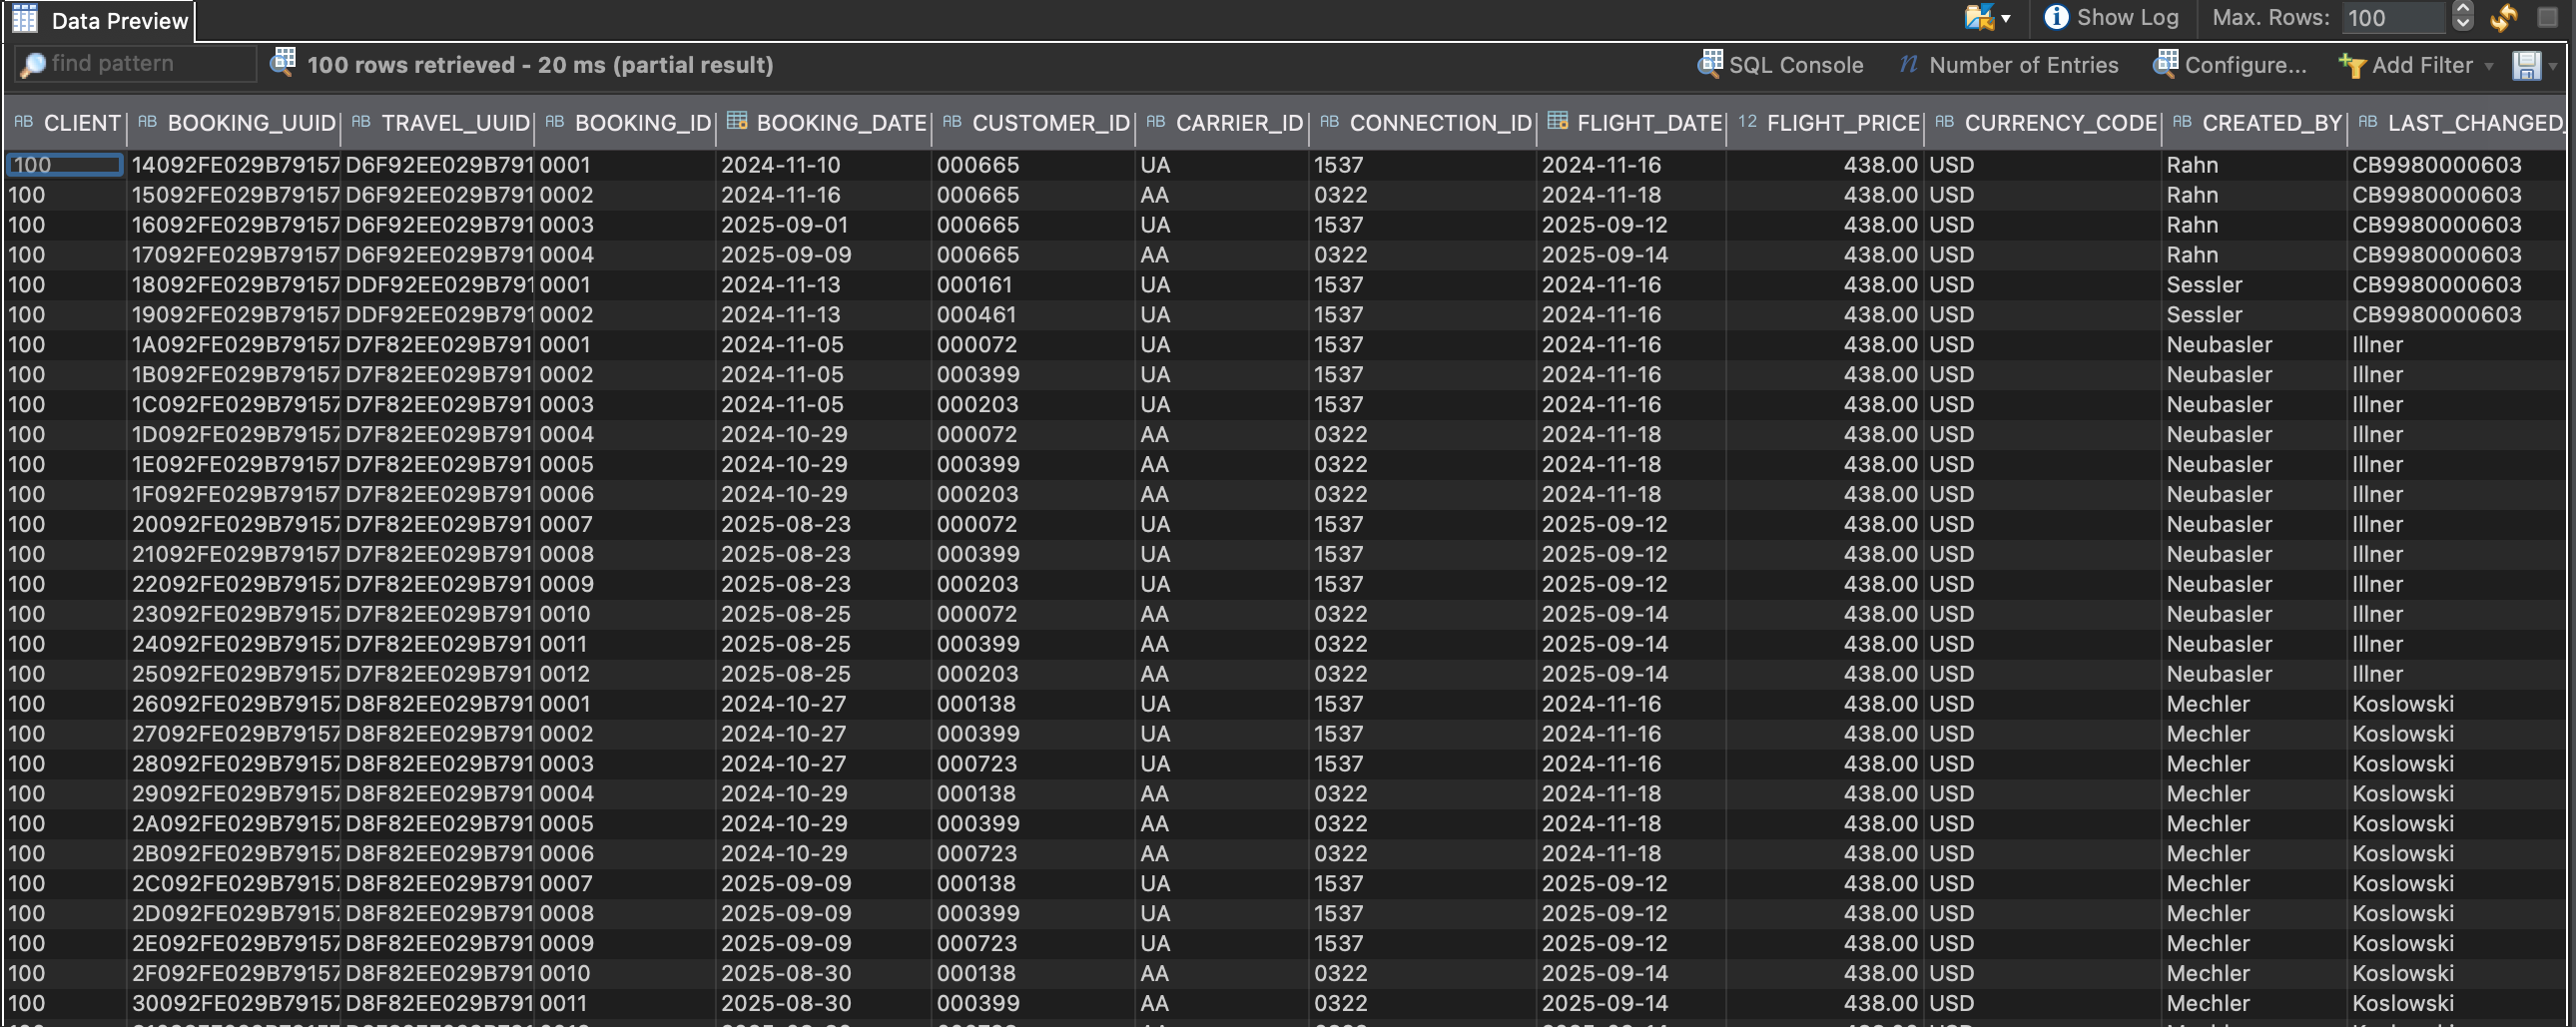 Data Preview Show Log Max. Rows: 100
find pattern 100 rows retrieved - 20 ms (partial result) SQL Console n Number of Entries Configure... Add Filter
AB CLIENT AB BOOKING_UUID AB TRAVEL_UUID AB BOOKING_ID BOOKING_DATE AB CUSTOMER_ID AB CARRIER_ID AB CONNECTION_ID FLIGHT_DATE 12 FLIGHT_PRICE AB CURRENCY_CODE AB CREATED_BY AB LAST_CHANGED_
100 14092FE029B79157 D6F92EE029B791 0001 2024-11-10 000665 UA 1537 2024-11-16 438.00 USD Rahn CB9980000603
100 15092FE029B79157 D6F92EE029B791 0002 2024-11-16 000665 AA 0322 2024-11-18 438.00 USD Rahn CB9980000603
100 16092FE029B79157 D6F92EE029B791 0003 2025-09-01 000665 UA 1537 2025-09-12 438.00 USD Rahn CB9980000603
100 17092FE029B79157 D6F92EE029B791 0004 2025-09-09 000665 AA 0322 2025-09-14 438.00 USD Rahn CB9980000603
100 18092FE029B79157 DDF92EE029B791 0001 2024-11-13 000161 UA 1537 2024-11-16 438.00 USD Sessler CB9980000603
100 19092FE029B79157 DDF92EE029B791 0002 2024-11-13 000461 UA 1537 2024-11-16 438.00 USD Sessler CB9980000603
100 1A092FE029B79157 D7F82EE029B791 0001 2024-11-05 000072 UA 1537 2024-11-16 438.00 USD Neubasler Illner
100 1B092FE029B79157 D7F82EE029B791 0002 2024-11-05 000399 UA 1537 2024-11-16 438.00 USD Neubasler Illner
100 1C092FE029B79157 D7F82EE029B791 0003 2024-11-05 000203 UA 1537 2024-11-16 438.00 USD Neubasler Illner
100 1D092FE029B79157 D7F82EE029B791 0004 2024-10-29 000072 AA 0322 2024-11-18 438.00 USD Neubasler Illner
100 1E092FE029B79157 D7F82EE029B791 0005 2024-10-29 000399 AA 0322 2024-11-18 438.00 USD Neubasler Illner
100 1F092FE029B79157 D7F82EE029B791 0006 2024-10-29 000203 AA 0322 2024-11-18 438.00 USD Neubasler Illner
100 20092FE029B79157 D7F82EE029B791 0007 2025-08-23 000072 UA 1537 2025-09-12 438.00 USD Neubasler Illner
100 21092FE029B79157 D7F82EE029B791 0008 2025-08-23 000399 UA 1537 2025-09-12 438.00 USD Neubasler Illner
100 22092FE029B79157 D7F82EE029B791 0009 2025-08-23 000203 UA 1537 2025-09-12 438.00 USD Neubasler Illner
100 23092FE029B79157 D7F82EE029B791 0010 2025-08-25 000072 AA 0322 2025-09-14 438.00 USD Neubasler Illner
100 24092FE029B79157 D7F82EE029B791 0011 2025-08-25 000399 AA 0322 2025-09-14 438.00 USD Neubasler Illner
100 25092FE029B79157 D7F82EE029B791 0012 2025-08-25 000203 AA 0322 2025-09-14 438.00 USD Neubasler Illner
100 26092FE029B79157 D8F82EE029B791 0001 2024-10-27 000138 UA 1537 2024-11-16 438.00 USD Mechler Koslowski
100 27092FE029B79157 D8F82EE029B791 0002 2024-10-27 000399 UA 1537 2024-11-16 438.00 USD Mechler Koslowski
100 28092FE029B79157 D8F82EE029B791 0003 2024-10-27 000723 UA 1537 2024-11-16 438.00 USD Mechler Koslowski
100 29092FE029B79157 D8F82EE029B791 0004 2024-10-29 000138 AA 0322 2024-11-18 438.00 USD Mechler Koslowski
100 2A092FE029B79157 D8F82EE029B791 0005 2024-10-29 000399 AA 0322 2024-11-18 438.00 USD Mechler Koslowski
100 2B092FE029B79157 D8F82EE029B791 0006 2024-10-29 000723 AA 0322 2024-11-18 438.00 USD Mechler Koslowski
100 2C092FE029B79157 D8F82EE029B791 0007 2025-09-09 000138 UA 1537 2025-09-12 438.00 USD Mechler Koslowski
100 2D092FE029B79157 D8F82EE029B791 0008 2025-09-09 000399 UA 1537 2025-09-12 438.00 USD Mechler Koslowski
100 2E092FE029B79157 D8F82EE029B791 0009 2025-09-09 000723 UA 1537 2025-09-12 438.00 USD Mechler Koslowski
100 2F092FE029B79157 D8F82EE029B791 0010 2025-08-30 000138 AA 0322 2025-09-14 438.00 USD Mechler Koslowski
100 30092FE029B79157 D8F82EE029B791 0011 2025-08-30 000399 AA 0322 2025-09-14 438.00 USD Mechler Koslowski